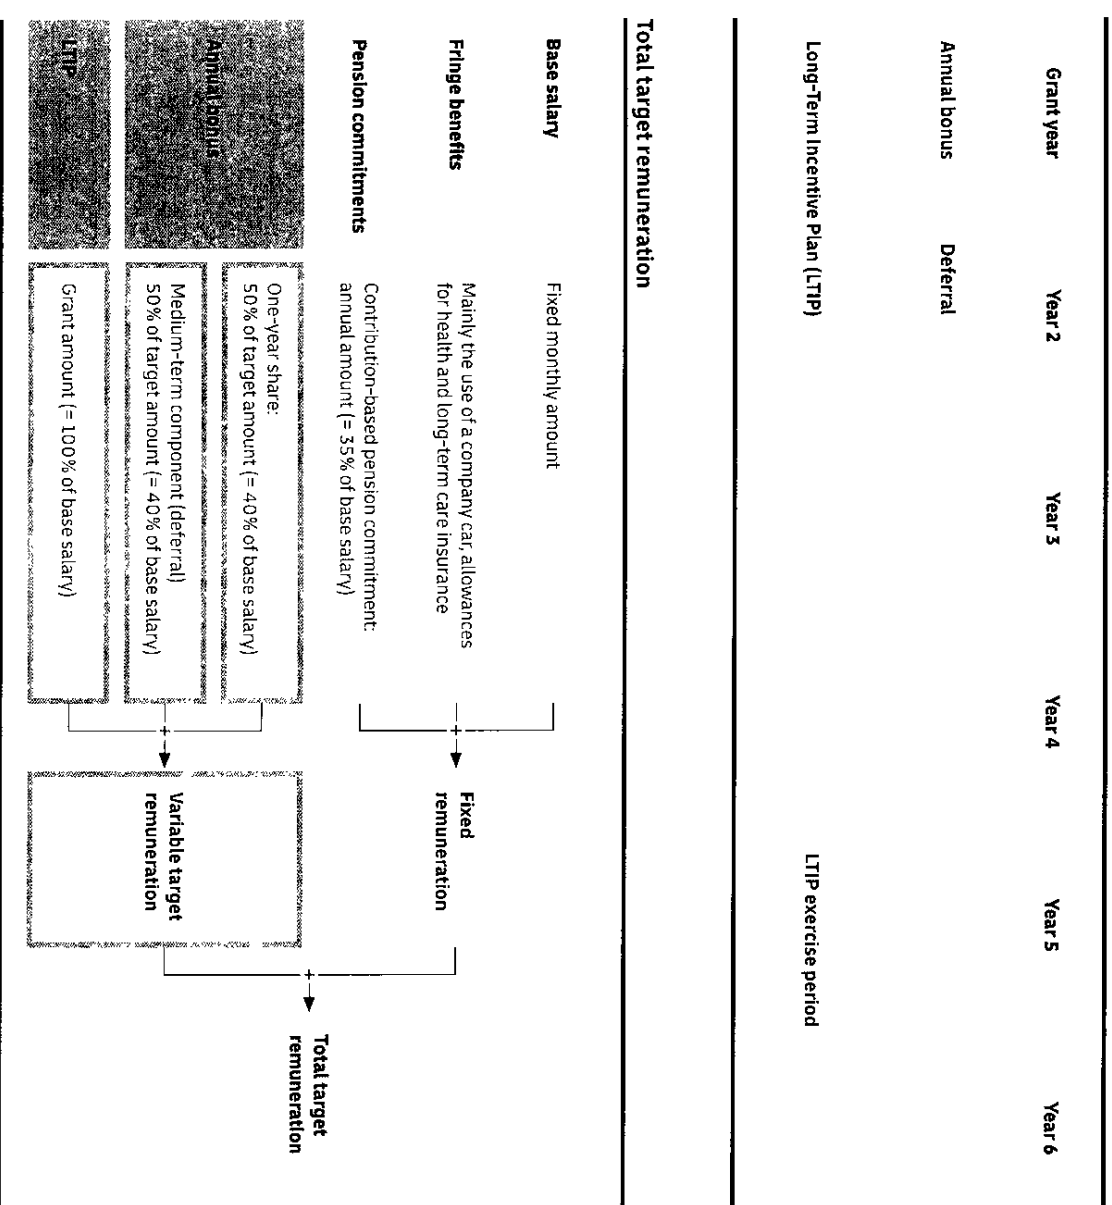 Grant year
Year 2
Year 3
Year 4
Year 5
Year 6
Annual bonus
Deferral
Long-Term Incentive Plan (LTIP)
LTIP exercise period
Total target remuneration
Base salary
Fixed monthly amount
Fringe benefits
Mainly the use of a company car, allowances
for health and long-term care insurance
Pension commitments
Contribution-based pension commitment:
annual amount (= 35% of base salary)
Fixed
remuneration
Annual bonus
One-year share:
50% of target amount (= 40% of base salary)
Medium-term component (deferral)
50% of target amount (= 40% of base salary)
LTIP
Grant amount (= 100% of base salary)
Variable target
remuneration
Total target
remuneration